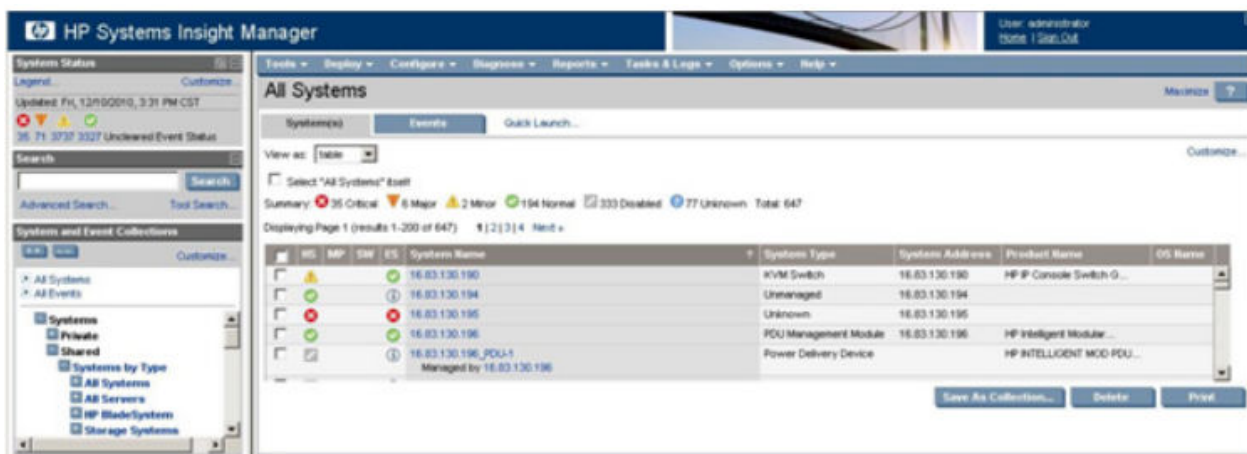 HP Systems Insight Manager
User: administrator
Home | Sign Out
System Status
Legend... Customize...
Updated: Fri, 12/10/2010, 3:31 PM CST
35 71 3737 3327 Uncleared Event Status
Search
Search
Advanced Search... Tool Search...
System and Event Collections
Customize...
All Systems
All Events
Systems
Private
Shared
Systems by Type
All Systems
All Servers
HP BladeSystem
Storage Systems
Tools Deploy Configure Diagnose Reports Tasks & Logs Options Help
All Systems
Maximize ?
System(s) Events Quick Launch...
View as: table Customize...
Select "All Systems" itself
Summary: 35 Critical 6 Major 2 Minor 194 Normal 333 Disabled 77 Unknown Total: 647
Displaying Page 1 (results 1-200 of 647) 1|2|3|4 Next »
HS MP SW ES System Name ↑ System Type System Address Product Name OS Name
16.83.130.190 KVM Switch 16.83.130.190 HP IP Console Switch G...
16.83.130.194 Unmanaged 16.83.130.194
16.83.130.195 Unknown 16.83.130.195
16.83.130.196 PDU Management Module 16.83.130.196 HP Intelligent Modular...
16.83.130.196_PDU-1 Power Delivery Device HP INTELLIGENT MOD PDU...
Managed by 16.83.130.196
Save As Collection... Delete Print